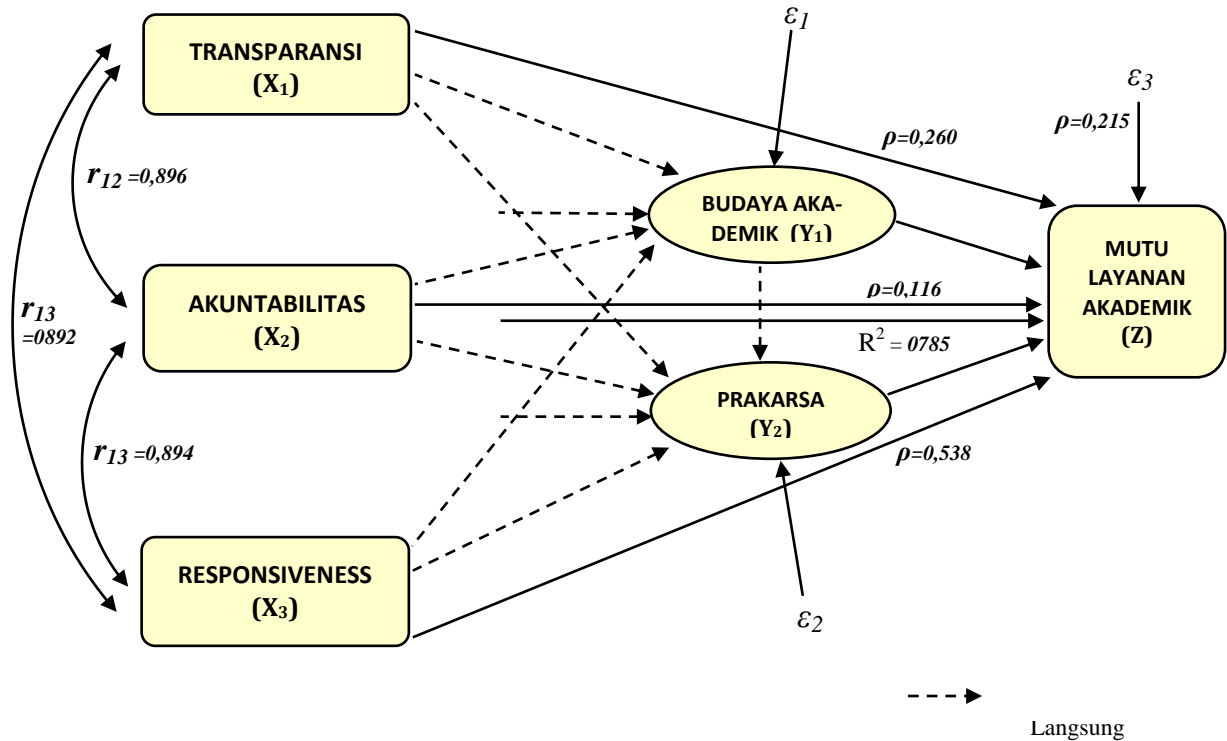 ε1
TRANSPARANSI
(X1)
ε3
ρ=0,215
ρ=0,260
r12 =0,896
BUDAYA AKA-
DEMIK (Y1)
MUTU
LAYANAN
AKADEMIK
(Z)
AKUNTABILITAS
(X2)
ρ=0,116
r13
=0892
R2 = 0785
PRAKARSA
(Y2)
r13 =0,894
ρ=0,538
RESPONSIVENESS
(X3)
ε2
Langsung